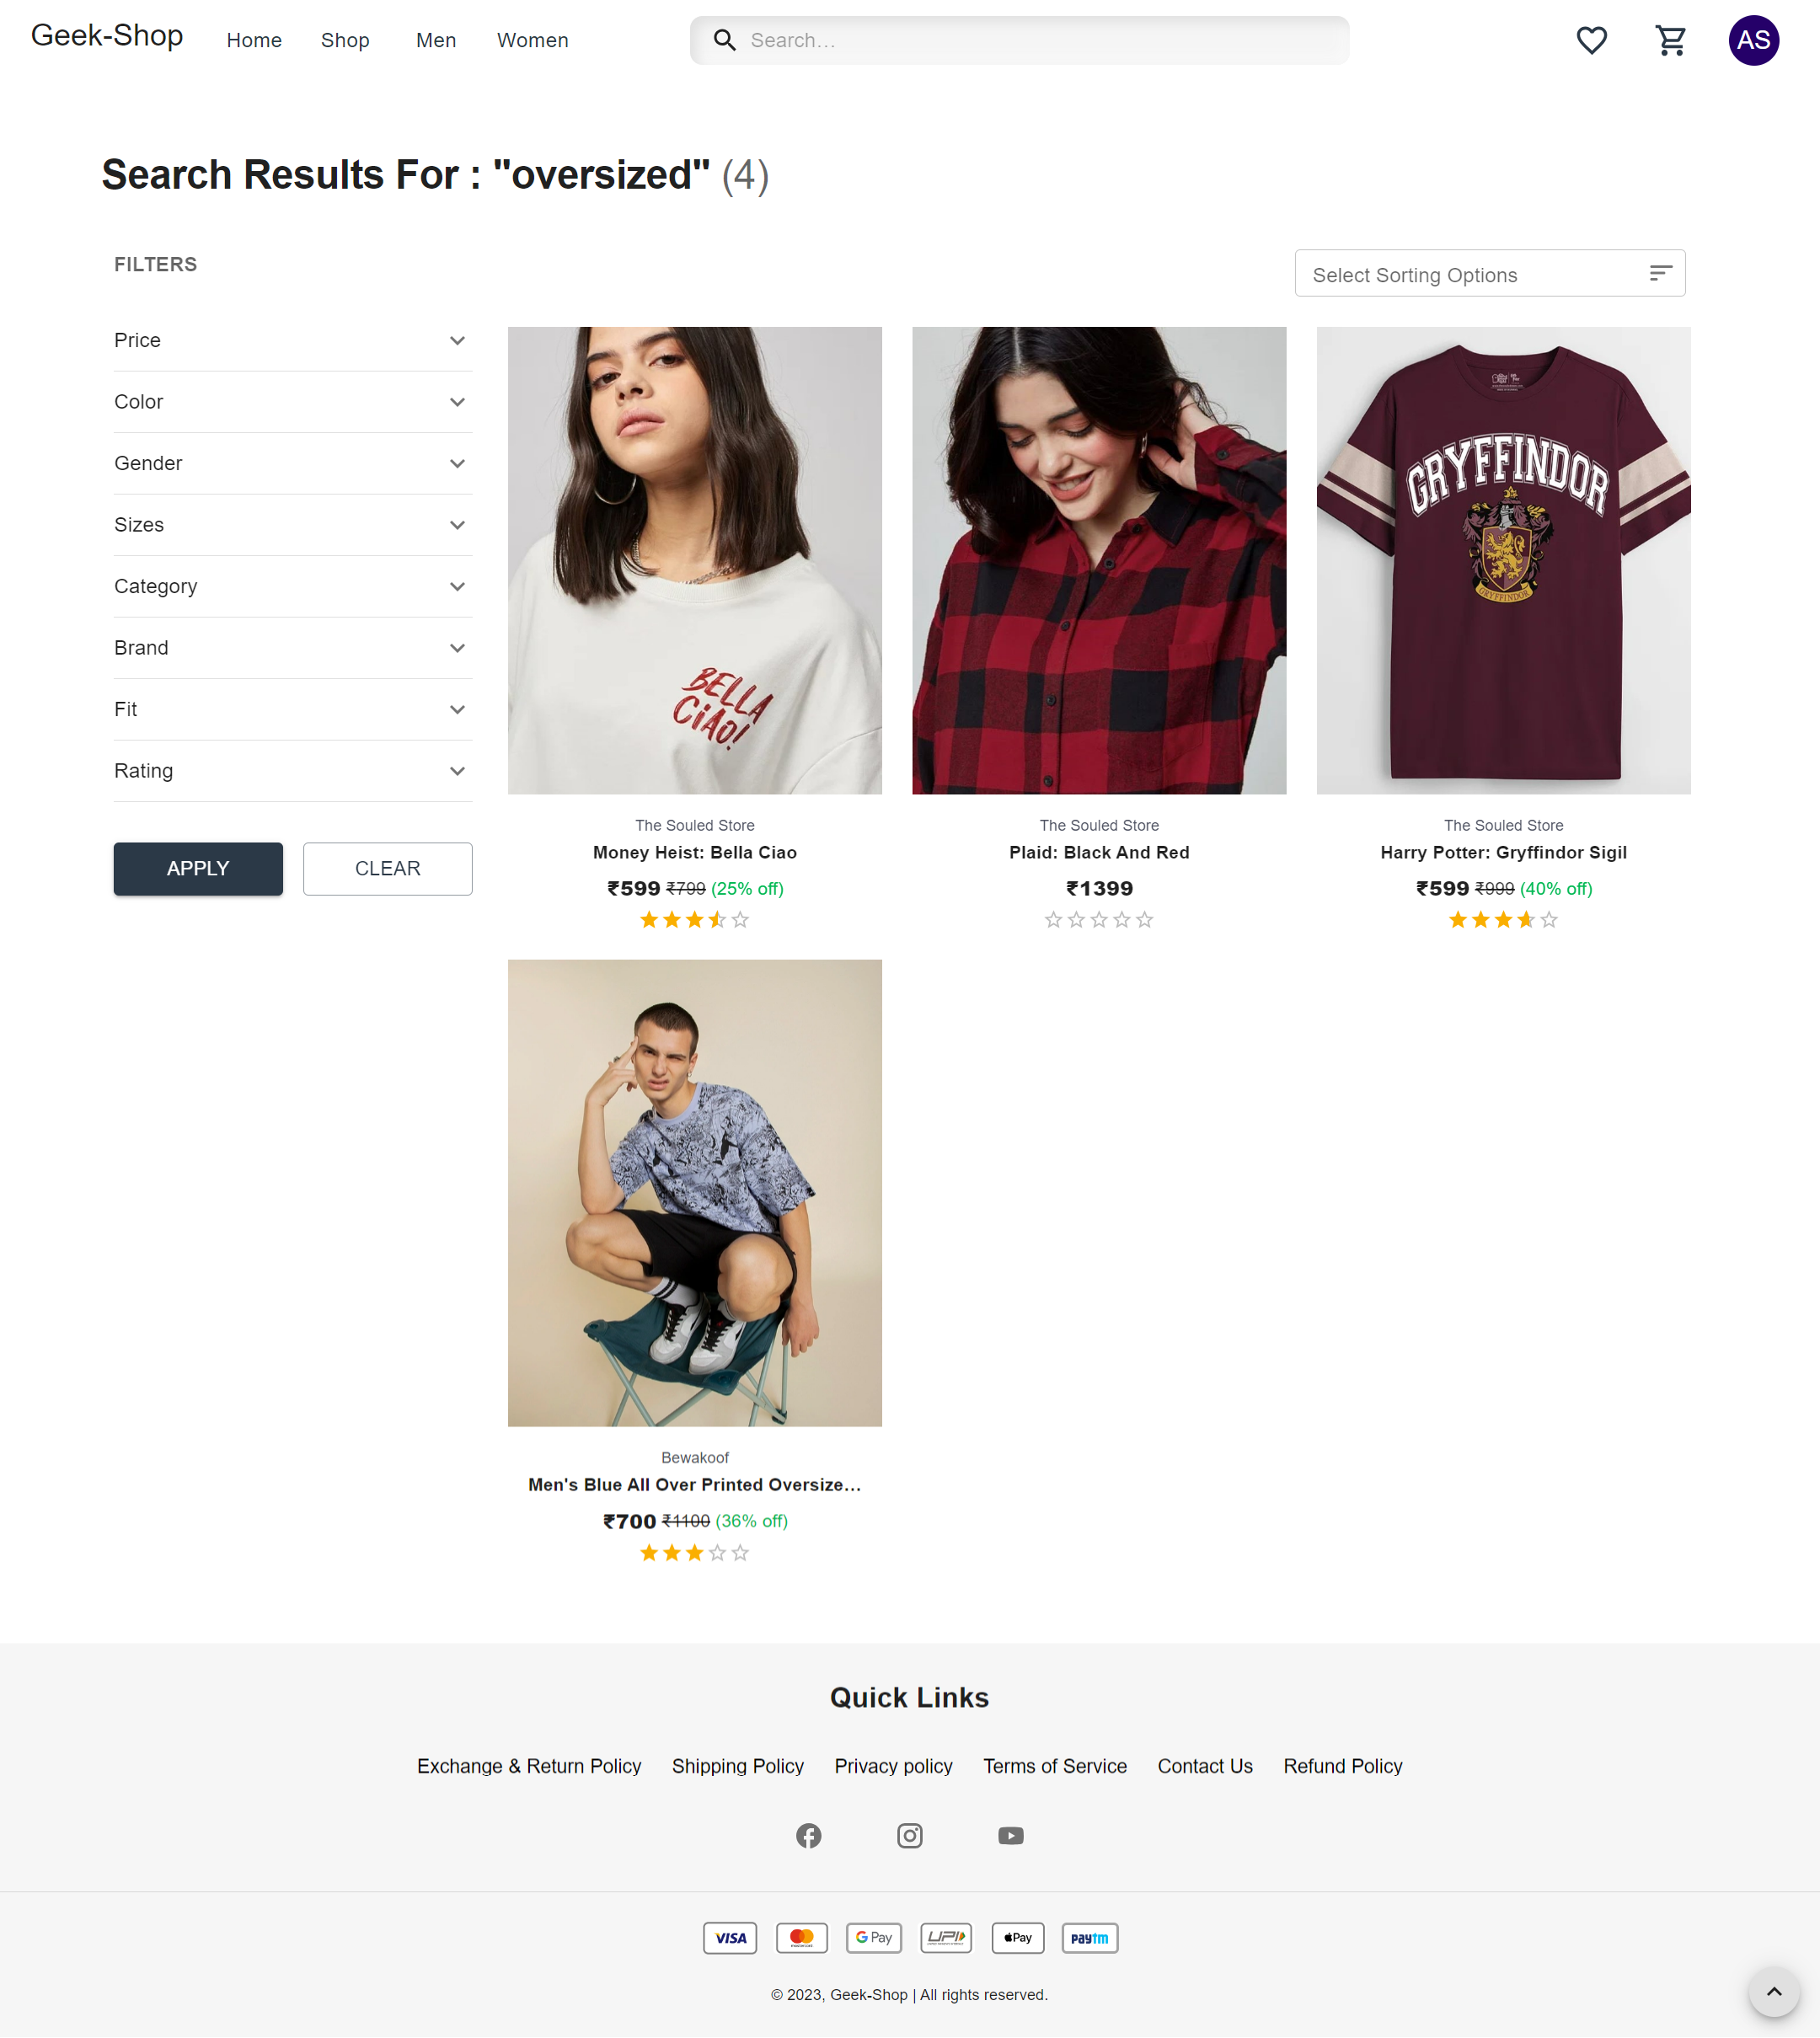 Geek-Shop
Home
Shop
Men
Women
Search...
AS
Search Results For : "oversized" (4)
FILTERS
Select Sorting Options
Price
Color
Gender
Sizes
Category
Brand
Fit
Rating
APPLY
CLEAR
BELLA
CIAO!
GRYFFINDOR
GRYFFINDOR
The Souled Store
Money Heist: Bella Ciao
₹599 ₹799 (25% off)
The Souled Store
Plaid: Black And Red
₹1399
The Souled Store
Harry Potter: Gryffindor Sigil
₹599 ₹999 (40% off)
Bewakoof
Men's Blue All Over Printed Oversize...
₹700 ₹1100 (36% off)
Quick Links
Exchange & Return Policy
Shipping Policy
Privacy policy
Terms of Service
Contact Us
Refund Policy
VISA
G Pay
UPI
Pay
paytm
© 2023, Geek-Shop | All rights reserved.